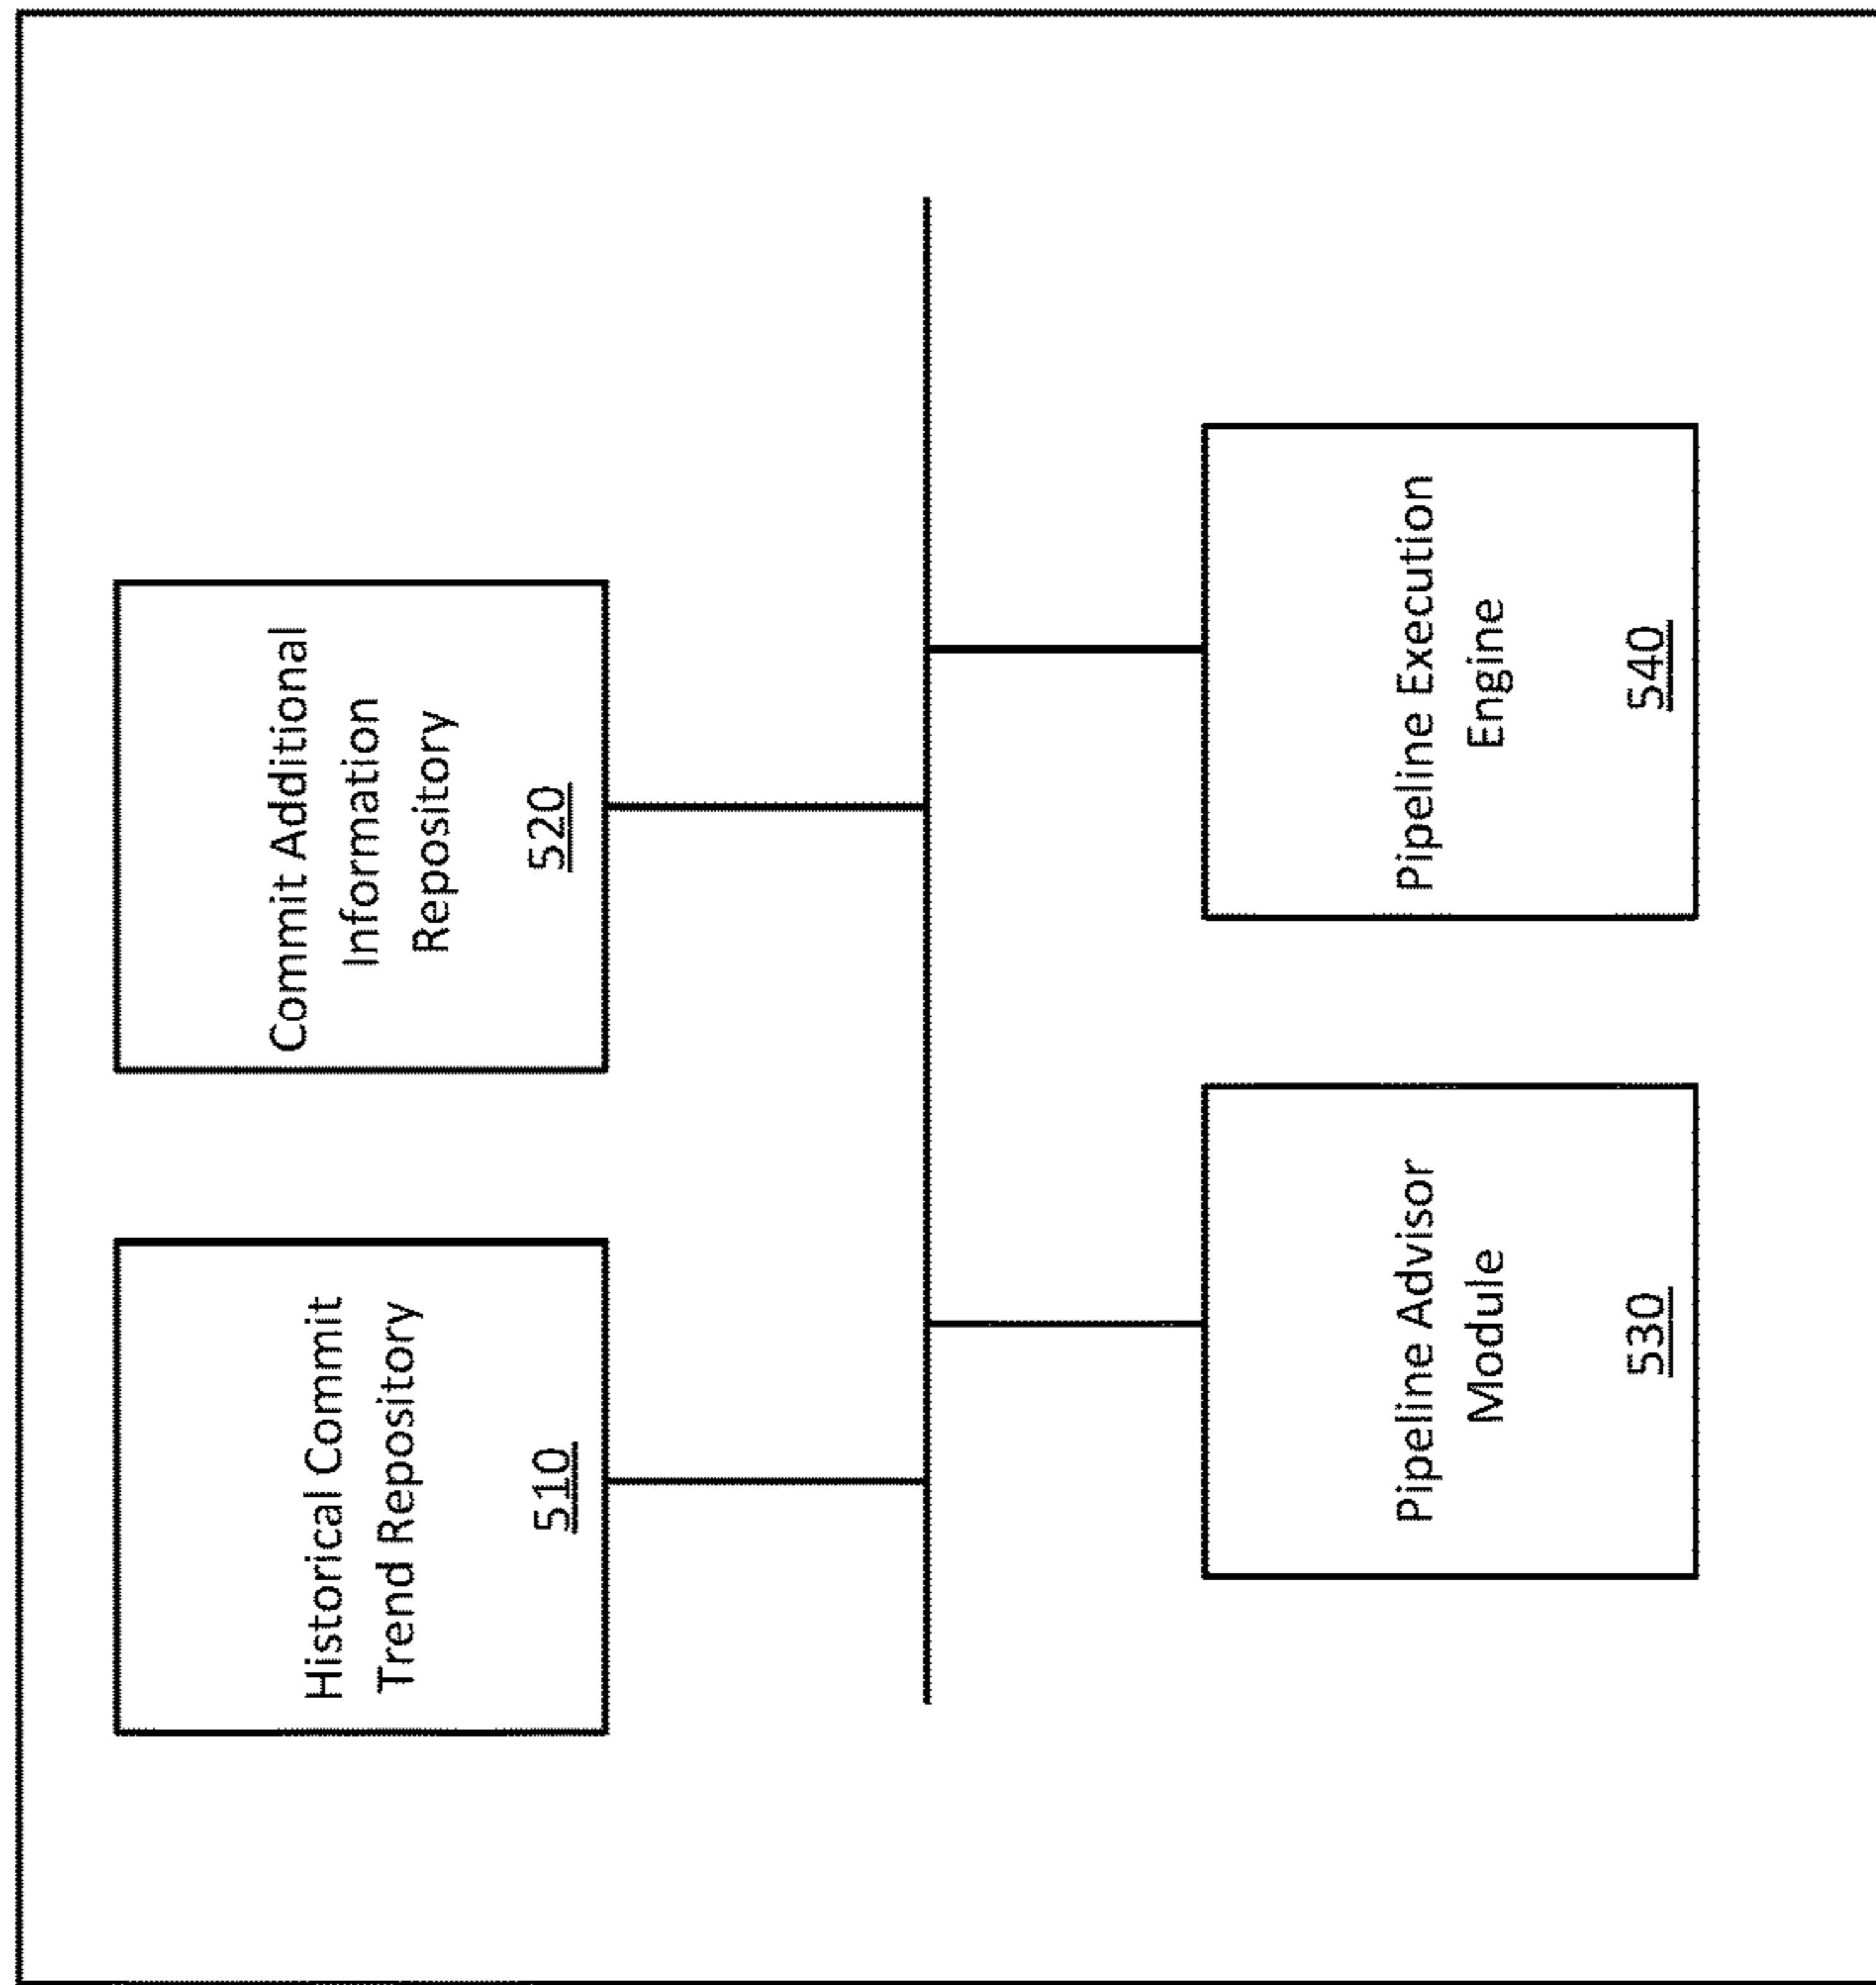 Historical Commit
Trend Repository
510
Commit Additional
Information
Repository
520
Pipeline Advisor
Module
530
Pipeline Execution
Engine
540